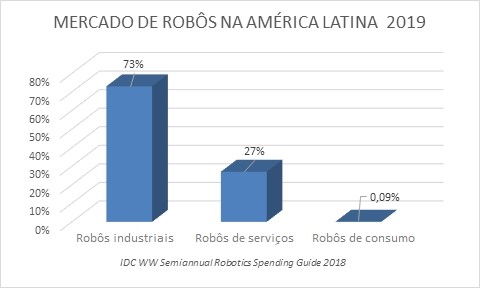 MERCADO DE ROBÔS NA AMÉRICA LATINA 2019
80%
70%
60%
50%
40%
30%
20%
10%
0%
73%
27%
0,09%
Robôs industriais
Robôs de serviços
Robôs de consumo
IDC WW Semiannual Robotics Spending Guide 2018